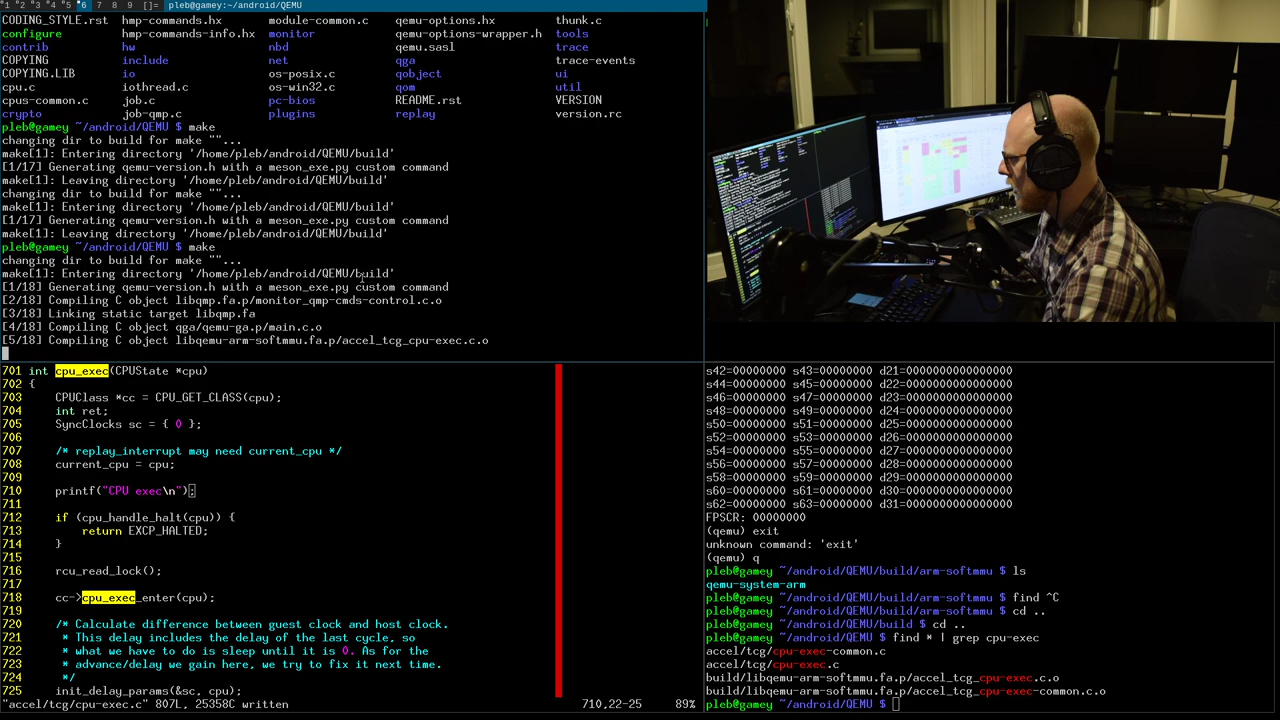 1 2 3 4 5 6 7 8 9 []= pleb@gamey:~/android/QEMU
CODING_STYLE.rst hmp-commands.hx module-common.c qemu-options.hx thunk.c
configure hmp-commands-info.hx monitor qemu-options-wrapper.h tools
contrib hw nbd qemu.sasl trace
COPYING include net qga trace-events
COPYING.LIB io os-posix.c qobject ui
cpu.c iothread.c os-win32.c qom util
cpus-common.c job.c pc-bios README.rst VERSION
crypto job-qmp.c plugins replay version.rc
pleb@gamey ~/android/QEMU $ make
changing dir to build for make ""...
make[1]: Entering directory '/home/pleb/android/QEMU/build'
[1/17] Generating qemu-version.h with a meson_exe.py custom command
make[1]: Leaving directory '/home/pleb/android/QEMU/build'
changing dir to build for make ""...
make[1]: Entering directory '/home/pleb/android/QEMU/build'
[1/17] Generating qemu-version.h with a meson_exe.py custom command
make[1]: Leaving directory '/home/pleb/android/QEMU/build'
pleb@gamey ~/android/QEMU $ make
changing dir to build for make ""...
make[1]: Entering directory '/home/pleb/android/QEMU/build'
[1/18] Generating qemu-version.h with a meson_exe.py custom command
[2/18] Compiling C object libqmp.fa.p/monitor_qmp-cmds-control.c.o
[3/18] Linking static target libqmp.fa
[4/18] Compiling C object qga/qemu-ga.p/main.c.o
[5/18] Compiling C object libqemu-arm-softmmu.fa.p/accel_tcg_cpu-exec.c.o
701 int cpu_exec(CPUState *cpu)
702 {
703 CPUClass *cc = CPU_GET_CLASS(cpu);
704 int ret;
705 SyncClocks sc = { 0 };
706
707 /* replay_interrupt may need current_cpu */
708 current_cpu = cpu;
709
710 printf("CPU exec\n");
711
712 if (cpu_handle_halt(cpu)) {
713 return EXCP_HALTED;
714 }
715
716 rcu_read_lock();
717
718 cc->cpu_exec_enter(cpu);
719
720 /* Calculate difference between guest clock and host clock.
721 * This delay includes the delay of the last cycle, so
722 * what we have to do is sleep until it is 0. As for the
723 * advance/delay we gain here, we try to fix it next time.
724 */
725 init_delay_params(&sc, cpu);
"accel/tcg/cpu-exec.c" 807L, 25358C written 710,22-25 89%
s42=00000000 s43=00000000 d21=0000000000000000
s44=00000000 s45=00000000 d22=0000000000000000
s46=00000000 s47=00000000 d23=0000000000000000
s48=00000000 s49=00000000 d24=0000000000000000
s50=00000000 s51=00000000 d25=0000000000000000
s52=00000000 s53=00000000 d26=0000000000000000
s54=00000000 s55=00000000 d27=0000000000000000
s56=00000000 s57=00000000 d28=0000000000000000
s58=00000000 s59=00000000 d29=0000000000000000
s60=00000000 s61=00000000 d30=0000000000000000
s62=00000000 s63=00000000 d31=0000000000000000
FPSCR: 00000000
(qemu) exit
unknown command: 'exit'
(qemu) q
pleb@gamey ~/android/QEMU/build/arm-softmmu $ ls
qemu-system-arm
pleb@gamey ~/android/QEMU/build/arm-softmmu $ find ^C
pleb@gamey ~/android/QEMU/build/arm-softmmu $ cd ..
pleb@gamey ~/android/QEMU/build $ cd ..
pleb@gamey ~/android/QEMU $ find * | grep cpu-exec
accel/tcg/cpu-exec-common.c
accel/tcg/cpu-exec.c
build/libqemu-arm-softmmu.fa.p/accel_tcg_cpu-exec.c.o
build/libqemu-arm-softmmu.fa.p/accel_tcg_cpu-exec-common.c.o
pleb@gamey ~/android/QEMU $